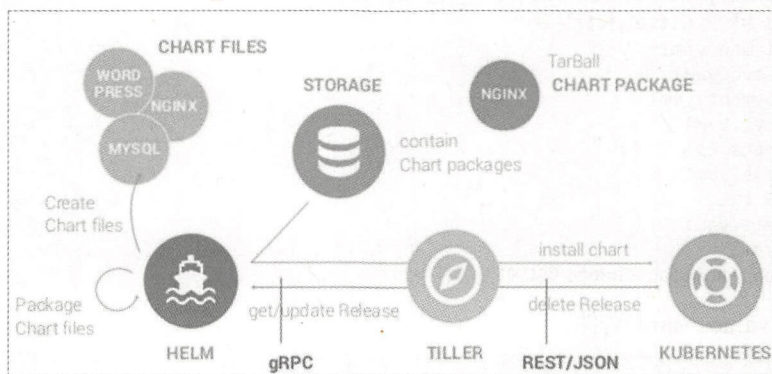 CHART FILES
WORD
PRESS
NGINX
MYSQL
STORAGE
contain
Chart packages
TarBall
CHART PACKAGE
NGINX
Create
Chart files
Package
Chart files
install chart
get/update Release
delete Release
HELM
gRPC
TILLER
REST/JSON
KUBERNETES